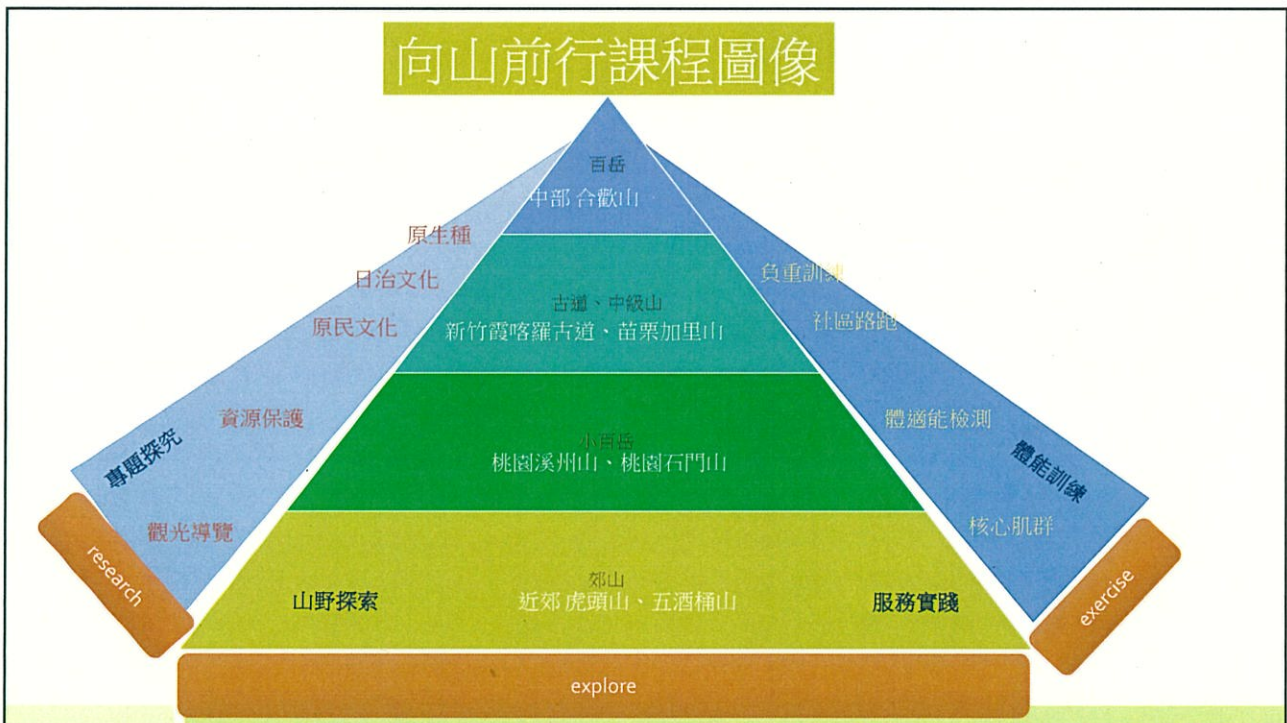 向山前行課程圖像
百岳
中部 合歡山
古道、中級山
新竹霞喀羅古道、苗栗加里山
小百岳
桃園溪州山、桃園石門山
郊山
近郊 虎頭山、五酒桶山
山野探索
服務實踐
原生種
日治文化
原民文化
資源保護
觀光導覽
專題探究
research
負重訓練
社區路跑
體適能檢測
核心肌群
體能訓練
exercise
explore